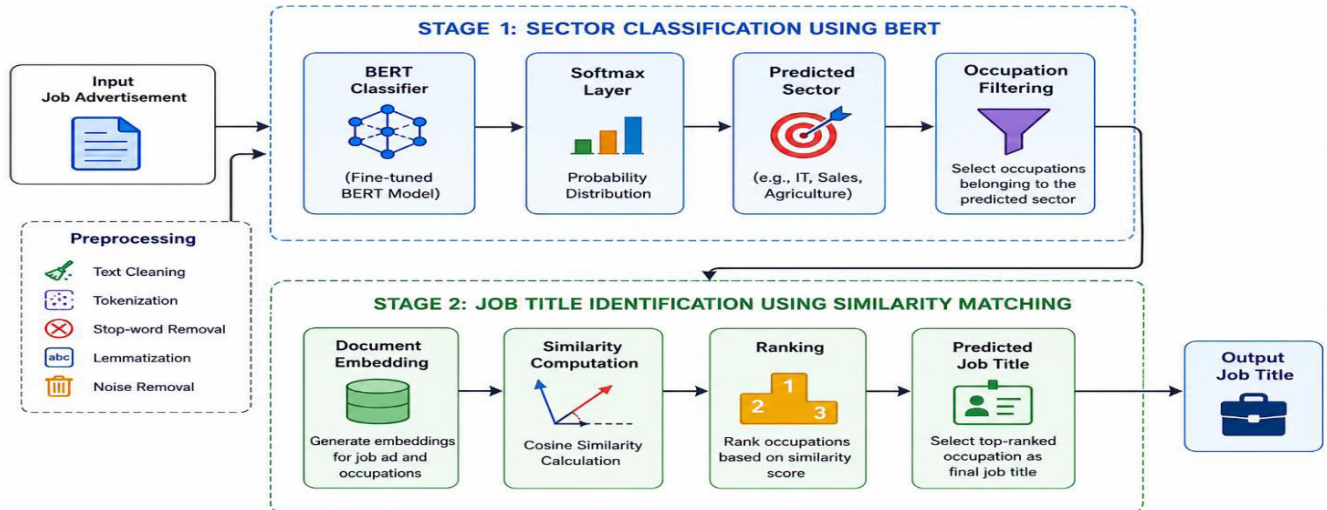 STAGE 1: SECTOR CLASSIFICATION USING BERT
Input
Job Advertisement
BERT
Classifier
(Fine-tuned
BERT Model)
Softmax
Layer
Probability
Distribution
Predicted
Sector
(e.g., IT, Sales,
Agriculture)
Occupation
Filtering
Select occupations
belonging to the
predicted sector
Preprocessing
Text Cleaning
Tokenization
Stop-word Removal
abc
Lemmatization
Noise Removal
STAGE 2: JOB TITLE IDENTIFICATION USING SIMILARITY MATCHING
Document
Embedding
Generate embeddings
for job ad and
occupations
Similarity
Computation
Cosine Similarity
Calculation
Ranking
1
2
3
Rank occupations
based on similarity
score
Predicted
Job Title
Select top-ranked
occupation as
final job title
Output
Job Title